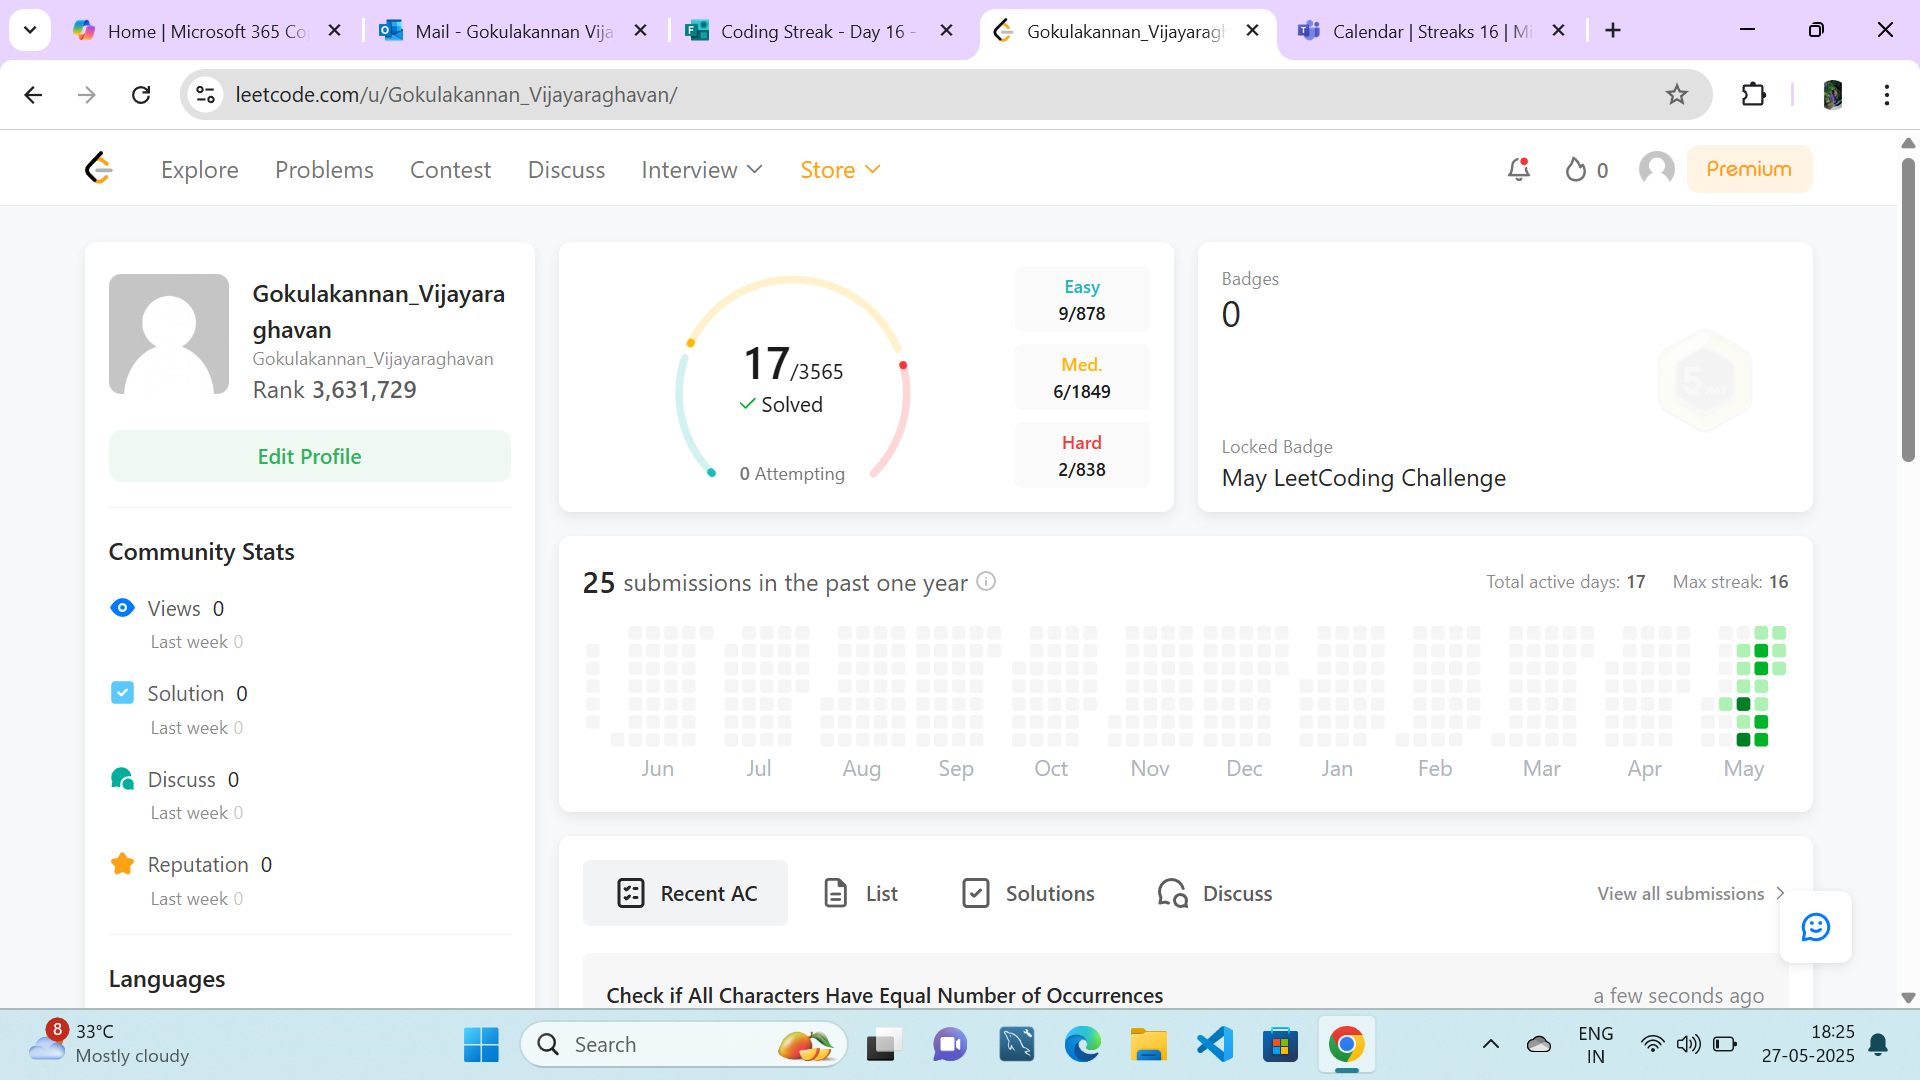 Home | Microsoft 365 Co
Mail - Gokulakannan Vija
Coding Streak - Day 16 -
Gokulakannan_Vijayaragh
Calendar | Streaks 16 | Mi
leetcode.com/u/Gokulakannan_Vijayaraghavan/
Explore
Problems
Contest
Discuss
Interview
Store
0
Premium
Gokulakannan_Vijayara
ghavan
Gokulakannan_Vijayaraghavan
Rank 3,631,729
Edit Profile
Community Stats
Views 0
Last week 0
Solution 0
Last week 0
Discuss 0
Last week 0
Reputation 0
Last week 0
Languages
17/3565
Solved
0 Attempting
Easy
9/878
Med.
6/1849
Hard
2/838
Badges
0
Locked Badge
May LeetCoding Challenge
25 submissions in the past one year
Total active days: 17
Max streak: 16
Jun
Jul
Aug
Sep
Oct
Nov
Dec
Jan
Feb
Mar
Apr
May
Recent AC
List
Solutions
Discuss
View all submissions
Check if All Characters Have Equal Number of Occurrences
a few seconds ago
8
33°C
Mostly cloudy
Search
ENG
IN
18:25
27-05-2025